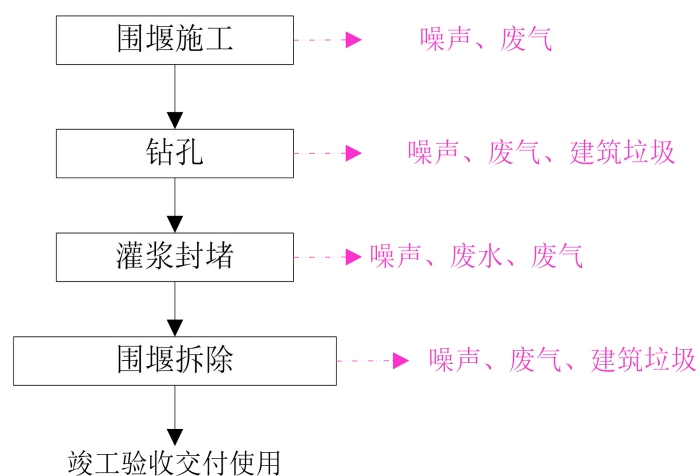 围堰施工
噪声、废气
钻孔
噪声、废气、建筑垃圾
灌浆封堵
噪声、废水、废气
围堰拆除
噪声、废气、建筑垃圾
竣工验收交付使用